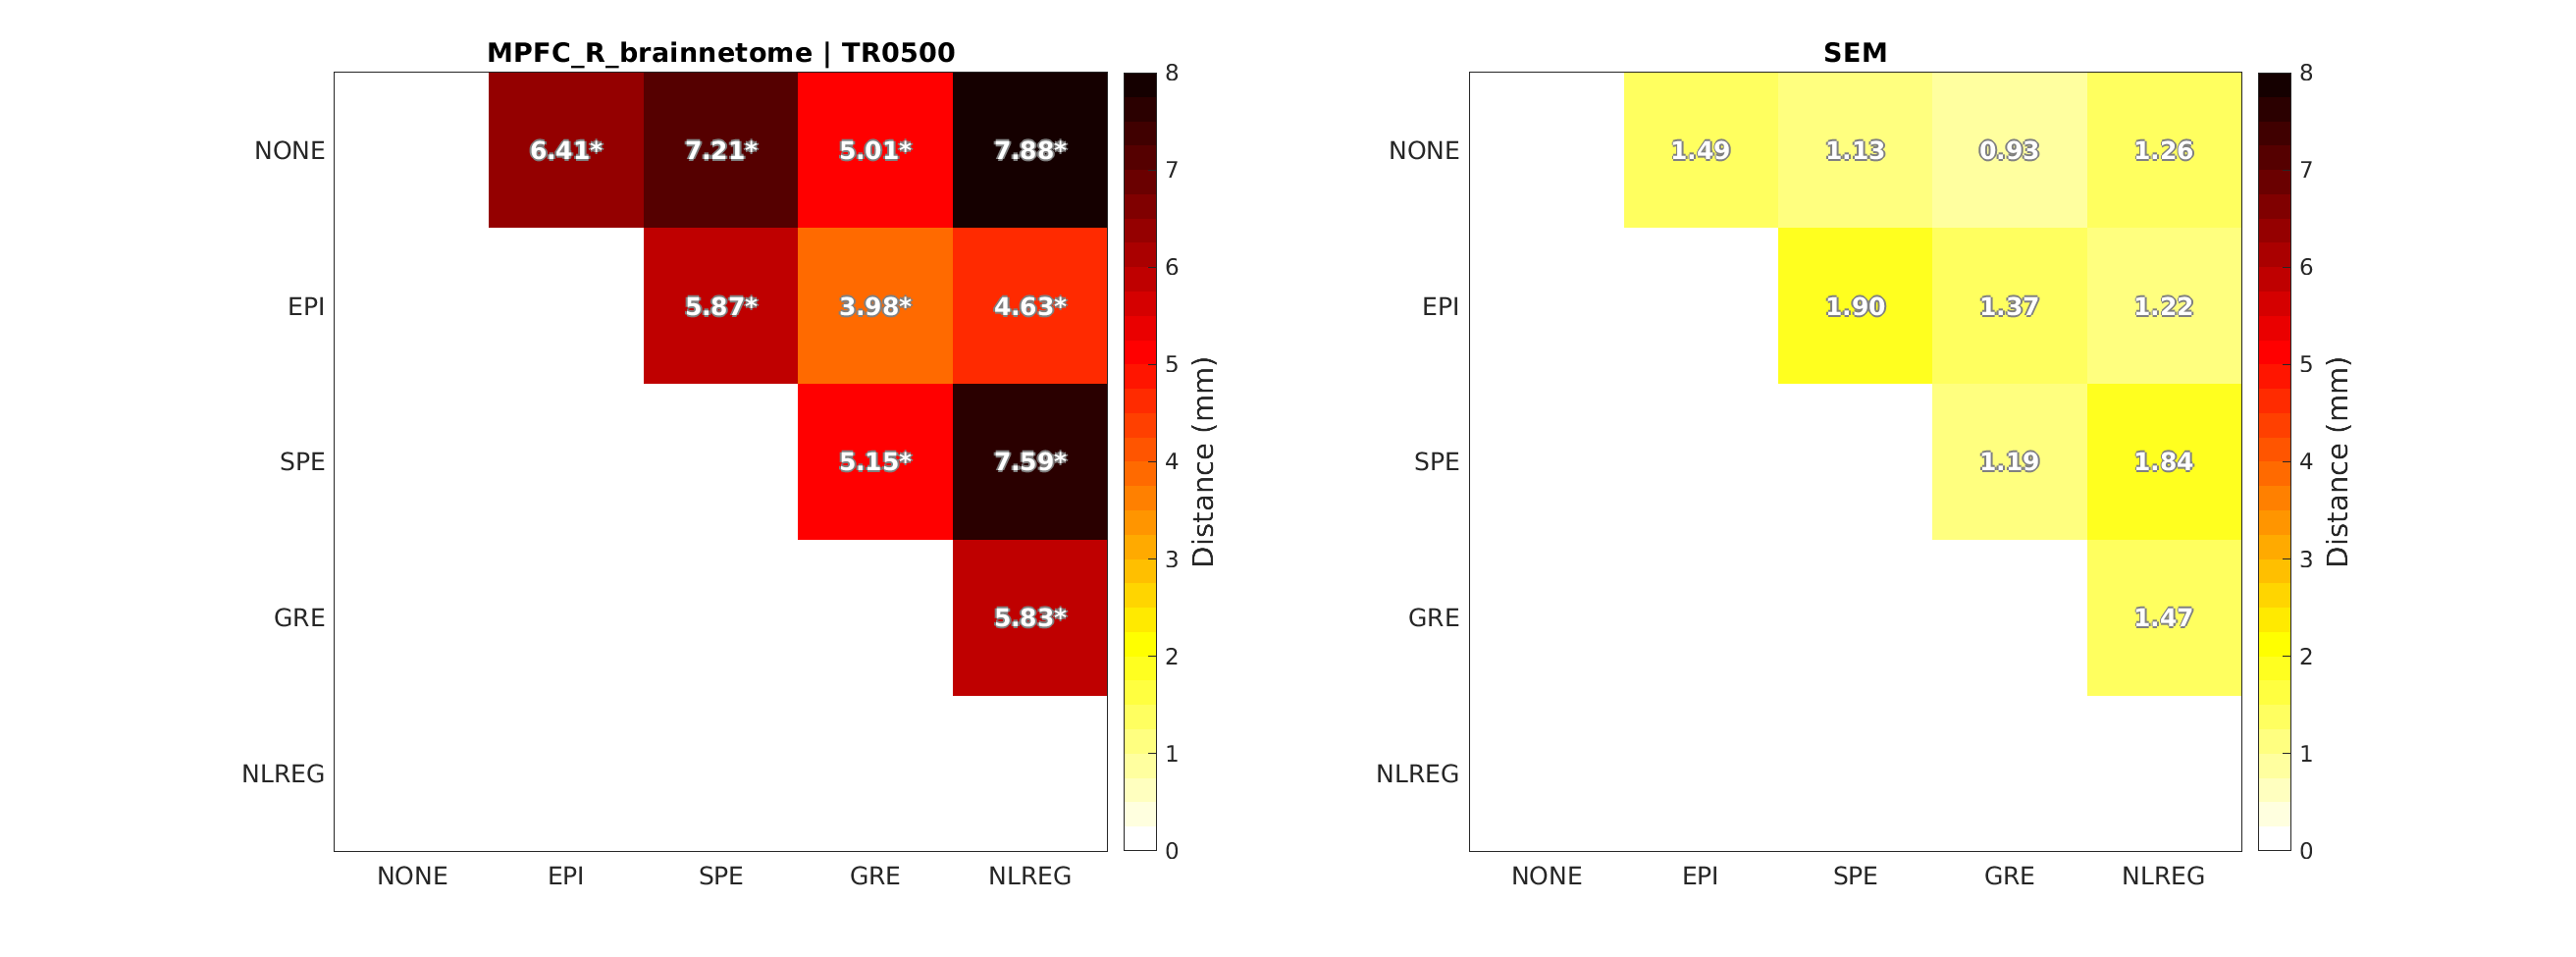 MPFC_R_brainnetome | TR0500
NONE 6.41* 7.21* 5.01* 7.88*
EPI 5.87* 3.98* 4.63*
SPE 5.15* 7.59*
GRE 5.83*
NLREG
NONE EPI SPE GRE NLREG
8
7
6
5
4
3
2
1
0
Distance (mm)
SEM
NONE 1.49 1.13 0.93 1.26
EPI 1.90 1.37 1.22
SPE 1.19 1.84
GRE 1.47
NLREG
NONE EPI SPE GRE NLREG
8
7
6
5
4
3
2
1
0
Distance (mm)